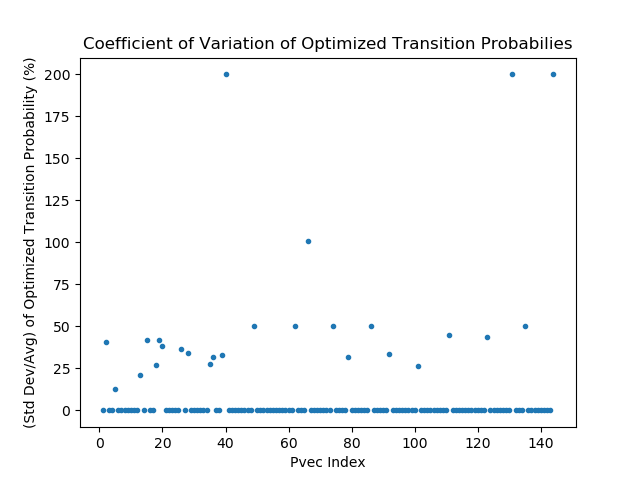 Coefficient of Variation of Optimized Transition Probabilies
(Std Dev/Avg) of Optimized Transition Probability (%)
200
175
150
125
100
75
50
25
0
0 20 40 60 80 100 120 140
Pvec Index